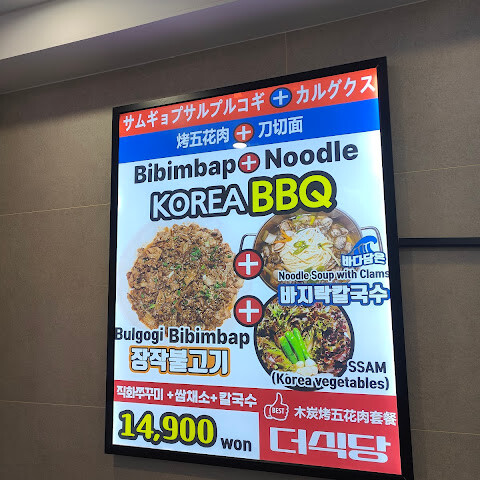 サムギョプサルプルコギ + カルグクス
烤五花肉 + 刀切面
Bibimbap + Noodle
KOREA BBQ
바다담은
Noodle Soup with Clams
바지락칼국수
Bulgogi Bibimbap
장작불고기
SSAM
(Korea vegetables)
직화쭈꾸미 + 쌈채소 + 칼국수
14,900 won
BEST
木炭烤五花肉套餐
더식당